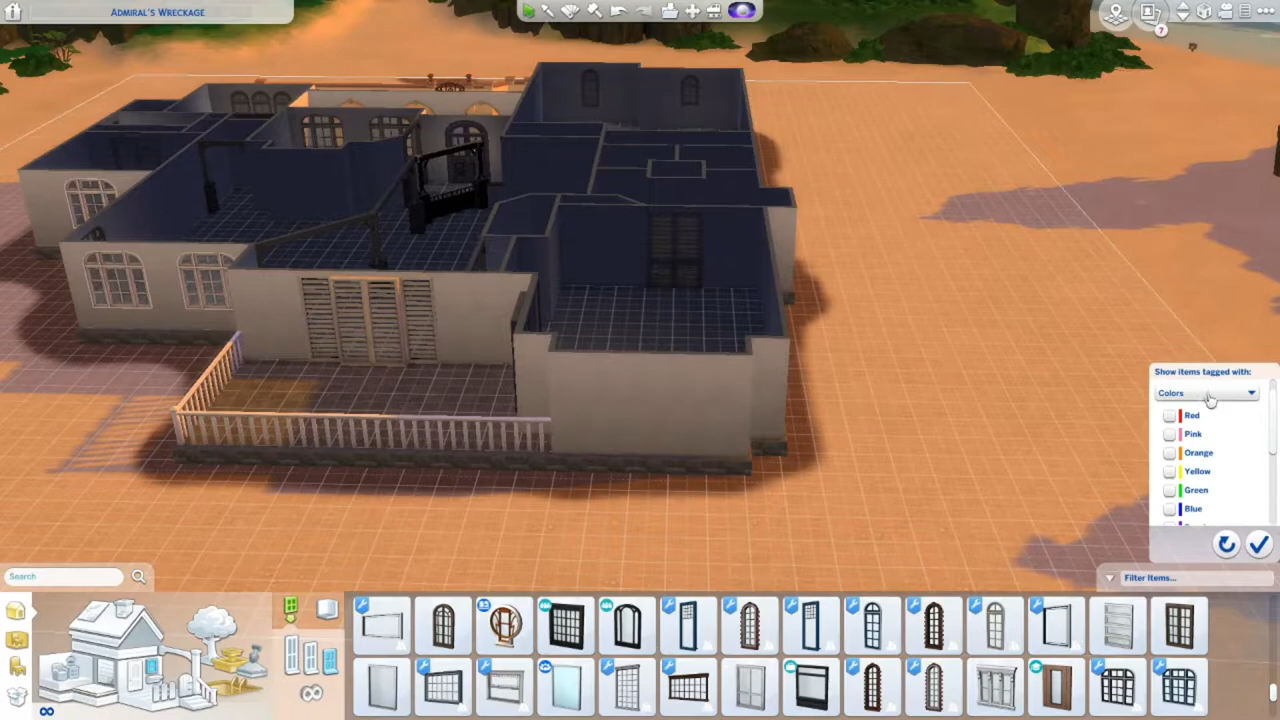 Admiral's Wreckage
?
Show items tagged with:
Colors
Red
Pink
Orange
Yellow
Green
Blue
Search
Filter Items...